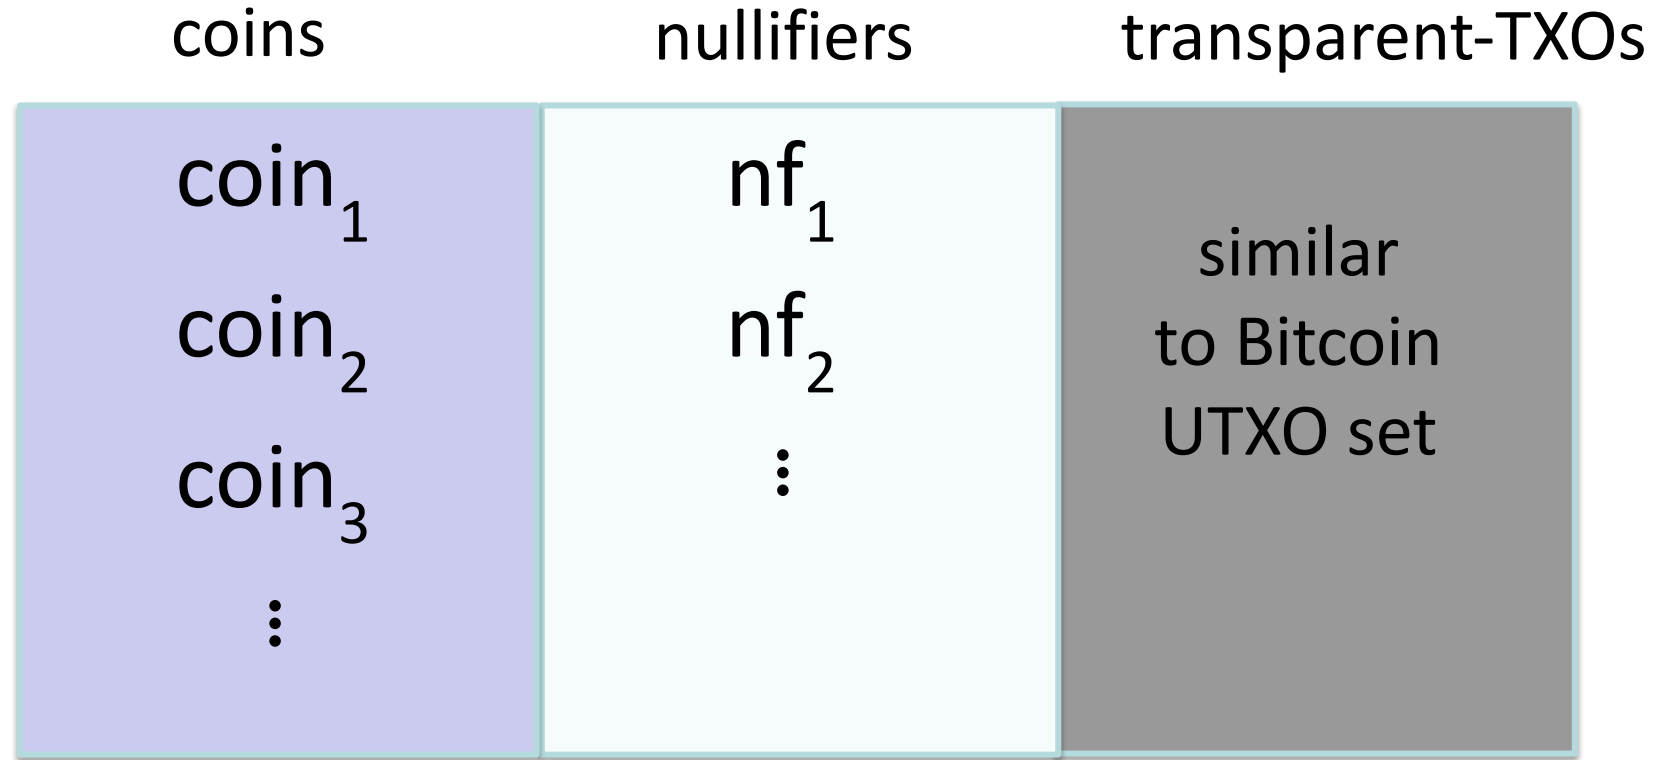 coins
nullifiers
transparent-TXOs
coin₁
coin₂
coin₃
⋮
nf₁
nf₂
⋮
similar
to Bitcoin
UTXO set